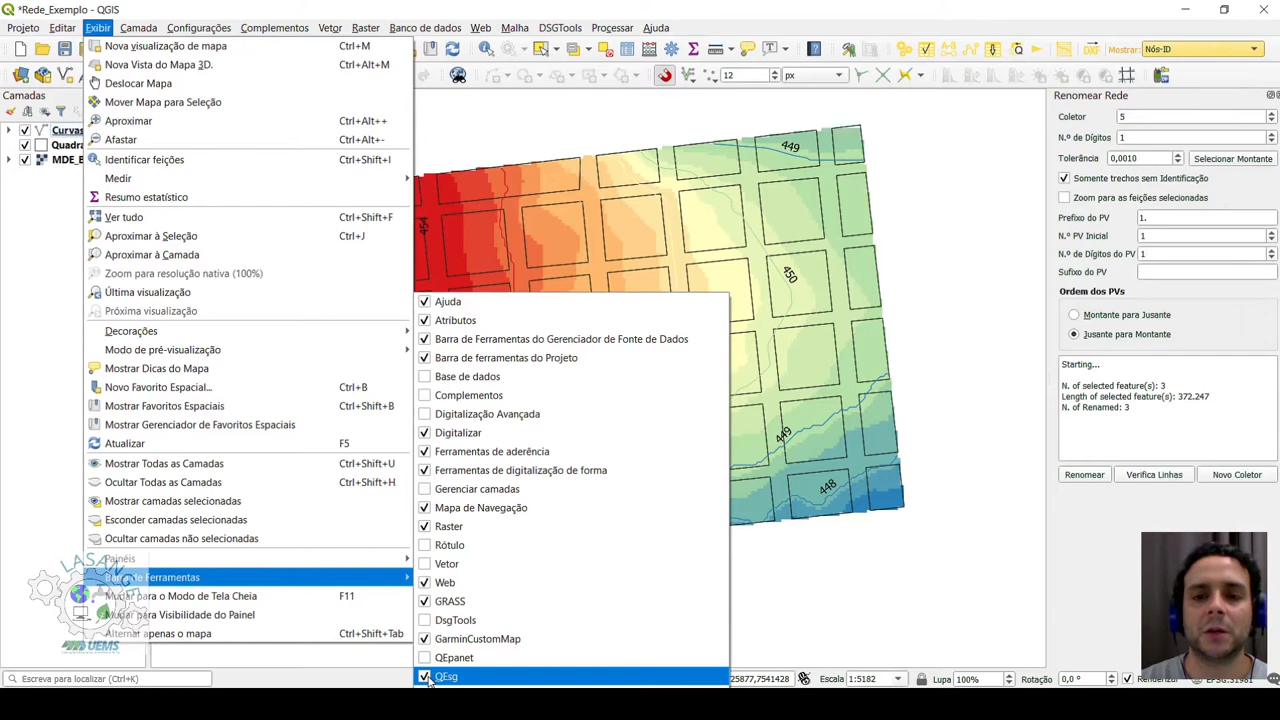 *Rede_Exemplo — QGIS
Projeto Editar Exibir Camada Configurações Complementos Vetor Raster Banco de dados Web Malha DSGTools Processar Ajuda
Mostrar: Nós-ID
12 px
Camadas
Curvas
Quadra
MDE_E
Nova visualização de mapa Ctrl+M
Nova Vista do Mapa 3D. Ctrl+Alt+M
Deslocar Mapa
Mover Mapa para Seleção
Aproximar Ctrl+Alt++
Afastar Ctrl+Alt+-
Identificar feições Ctrl+Shift+I
Medir
Resumo estatístico
Ver tudo Ctrl+Shift+F
Aproximar à Seleção Ctrl+J
Aproximar à Camada
Zoom para resolução nativa (100%)
Última visualização
Próxima visualização
Decorações
Modo de pré-visualização
Mostrar Dicas do Mapa
Novo Favorito Espacial... Ctrl+B
Mostrar Favoritos Espaciais Ctrl+Shift+B
Mostrar Gerenciador de Favoritos Espaciais
Atualizar F5
Mostrar Todas as Camadas Ctrl+Shift+U
Ocultar Todas as Camadas Ctrl+Shift+H
Mostrar camadas selecionadas
Esconder camadas selecionadas
Ocultar camadas não selecionadas
Painéis
Barra de Ferramentas
Mudar para o Modo de Tela Cheia F11
Mudar para Visibilidade do Painel
Alternar apenas o mapa Ctrl+Shift+Tab
LASANGE
UEMS
Ajuda
Atributos
Barra de Ferramentas do Gerenciador de Fonte de Dados
Barra de ferramentas do Projeto
Base de dados
Complementos
Digitalização Avançada
Digitalizar
Ferramentas de aderência
Ferramentas de digitalização de forma
Gerenciar camadas
Mapa de Navegação
Raster
Rótulo
Vetor
Web
GRASS
DsgTools
GarminCustomMap
QEpanet
QEsg
449
454
450
449
448
Renomear Rede
Coletor 5
N.º de Dígitos 1
Tolerância 0,0010 Selecionar Montante
Somente trechos sem Identificação
Zoom para as feições selecionadas
Prefixo do PV 1.
N.º PV Inicial 1
N.º de Dígitos do PV 1
Sufixo do PV
Ordem dos PVs
Montante para Jusante
Jusante para Montante
Starting...
N. of selected feature(s): 3
Length of selected feature(s): 372.247
N. of Renamed: 3
Renomear Verifica Linhas Novo Coletor
Escreva para localizar (Ctrl+K)
25877,7541428 Escala 1:5182 Lupa 100% Rotação 0,0 °